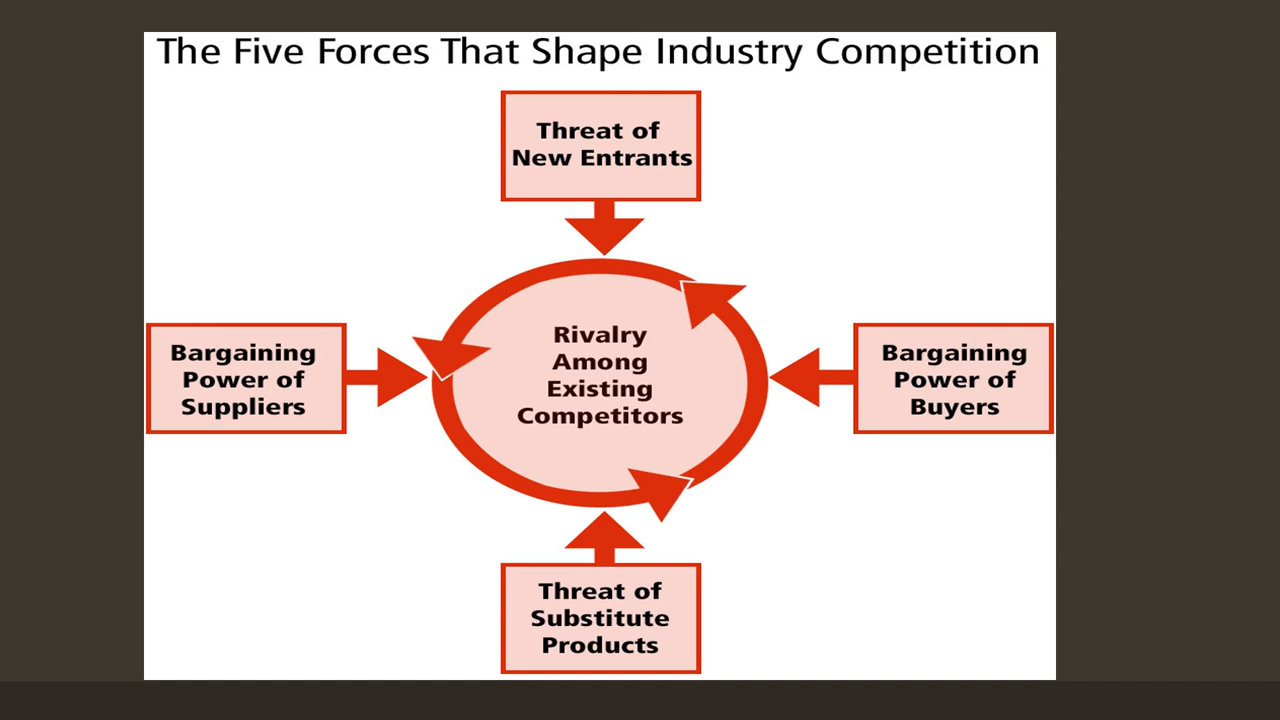 The Five Forces That Shape Industry Competition
Threat of
New Entrants
Bargaining
Power of
Suppliers
Rivalry
Among
Existing
Competitors
Bargaining
Power of
Buyers
Threat of
Substitute
Products